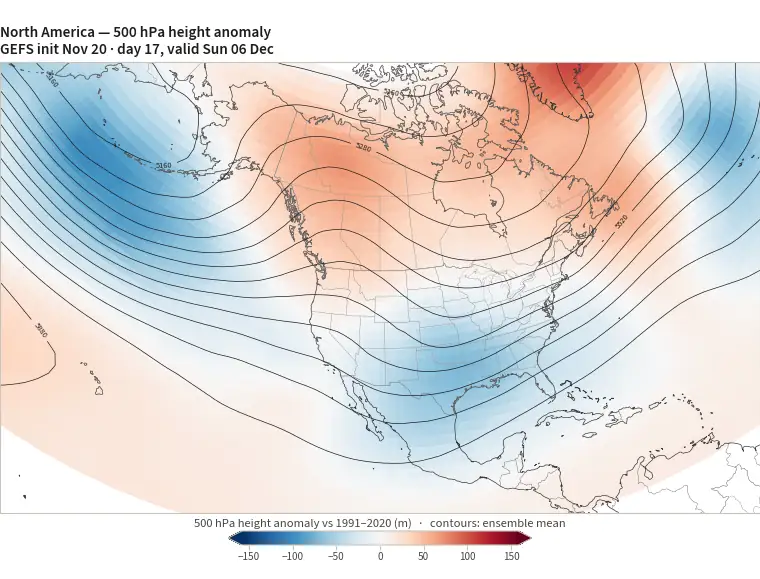 North America — 500 hPa height anomaly
GEFS init Nov 20 · day 17, valid Sun 06 Dec
5160
5160
5280
5520
5880
500 hPa height anomaly vs 1991–2020 (m) · contours: ensemble mean
−150 −100 −50 0 50 100 150